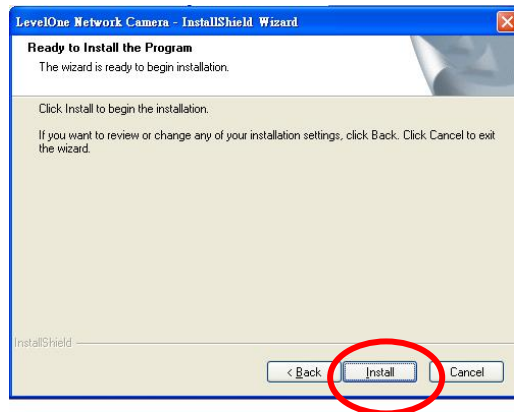 LevelOne Network Camera - InstallShield Wizard
Ready to Install the Program
The wizard is ready to begin installation.
Click Install to begin the installation.
If you want to review or change any of your installation settings, click Back. Click Cancel to exit
the wizard.
InstallShield
< Back Install Cancel